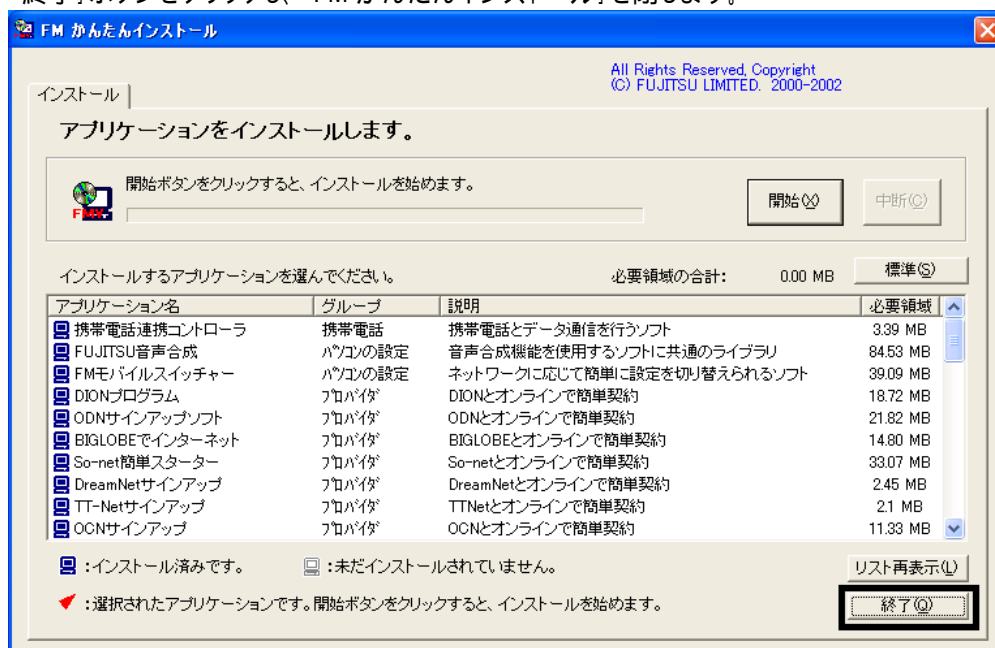 終了」ボタンをクリックし、「FM かんたんインストール」を閉じます。
FM かんたんインストール
All Rights Reserved, Copyright
(C) FUJITSU LIMITED. 2000-2002
インストール
アプリケーションをインストールします。
開始ボタンをクリックすると、インストールを始めます。
FMV
開始(X) 中断(C)
インストールするアプリケーションを選んでください。 必要領域の合計: 0.00 MB 標準(S)
アプリケーション名 グループ 説明 必要領域
携帯電話連携コントローラ 携帯電話 携帯電話とデータ通信を行うソフト 3.39 MB
FUJITSU音声合成 パソコンの設定 音声合成機能を使用するソフトに共通のライブラリ 84.53 MB
FMモバイルスイッチャー パソコンの設定 ネットワークに応じて簡単に設定を切り替えられるソフト 39.09 MB
DIONプログラム プロバイダ DIONとオンラインで簡単契約 18.72 MB
ODNサインアップソフト プロバイダ ODNとオンラインで簡単契約 21.82 MB
BIGLOBEでインターネット プロバイダ BIGLOBEとオンラインで簡単契約 14.80 MB
So-net簡単スターター プロバイダ So-netとオンラインで簡単契約 33.07 MB
DreamNetサインアップ プロバイダ DreamNetとオンラインで簡単契約 2.45 MB
TT-Netサインアップ プロバイダ TTNetとオンラインで簡単契約 2.1 MB
OCNサインアップ プロバイダ OCNとオンラインで簡単契約 11.33 MB
:インストール済みです。 :未だインストールされていません。 リスト再表示(L)
:選択されたアプリケーションです。開始ボタンをクリックすると、インストールを始めます。 終了(Q)